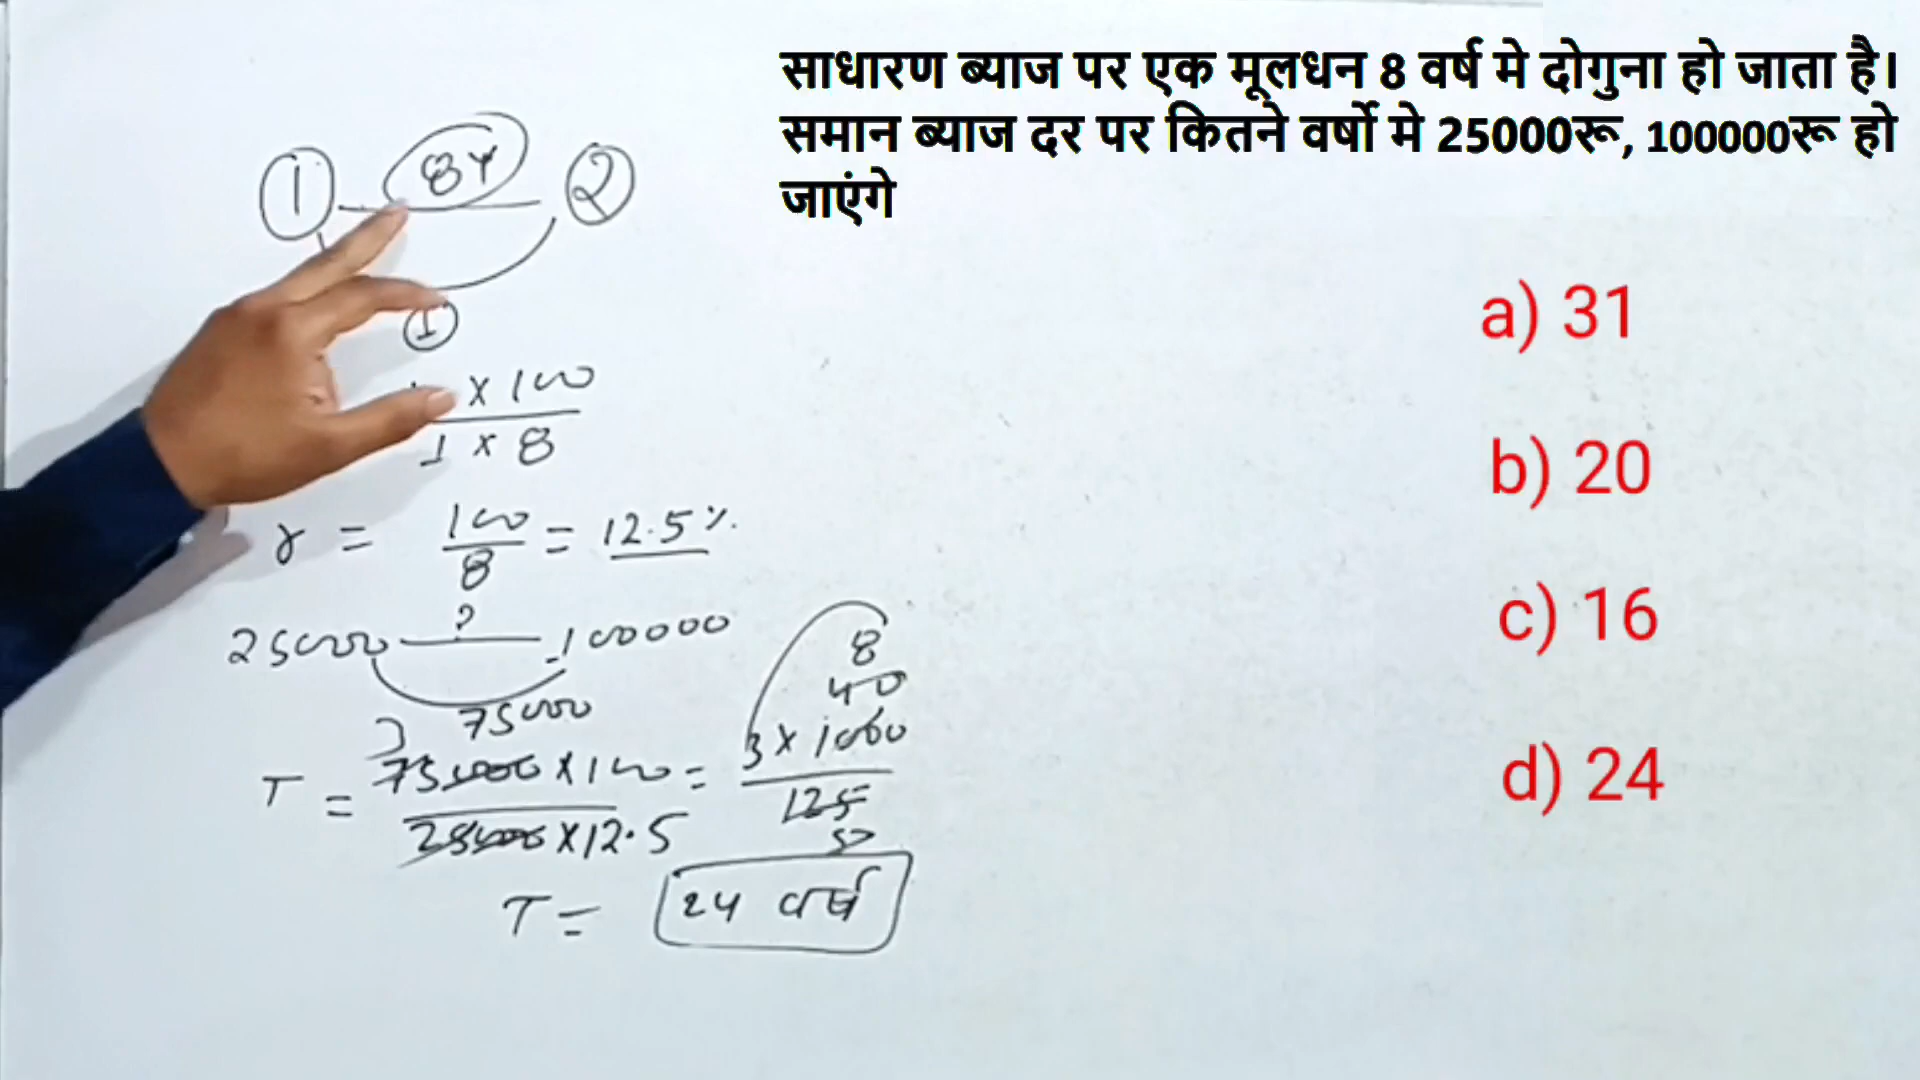 साधारण ब्याज पर एक मूलधन 8 वर्ष मे दोगुना हो जाता है।
समान ब्याज दर पर कितने वर्षो मे 25000रू, 100000रू हो
जाएंगे
a) 31
b) 20
c) 16
d) 24
1 8Y 2
1
x 100
1 x 8
r = 100/8 = 12.5%.
25000 ? 100000
75000
8
40
3
T = 75000 x 100 / 25000 x 12.5 = 3 x 1000 / 125
T = 24 वर्ष